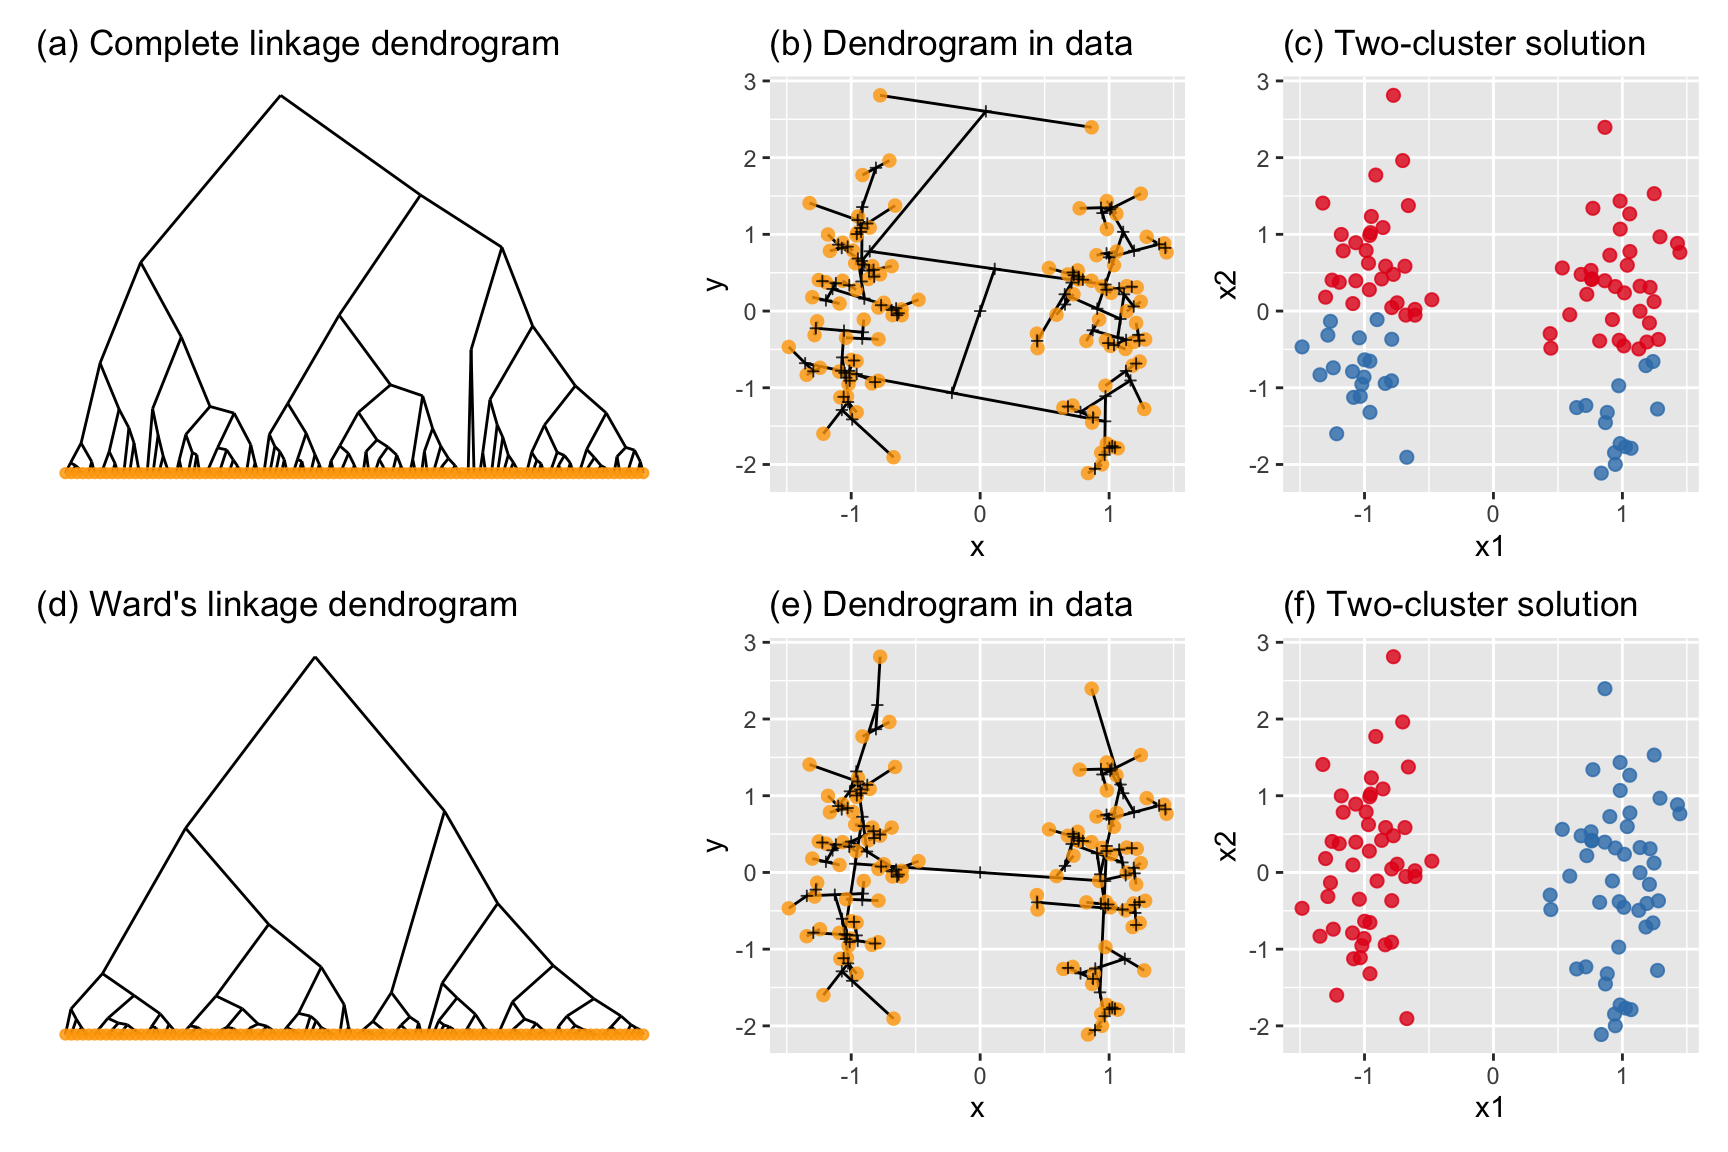 (a) Complete linkage dendrogram
(b) Dendrogram in data
(c) Two-cluster solution
3
2
1
0
-1
-2
y
-1
0
1
x
3
2
1
0
-1
-2
x2
-1
0
1
x1
(d) Ward's linkage dendrogram
(e) Dendrogram in data
(f) Two-cluster solution
3
2
1
0
-1
-2
y
-1
0
1
x
3
2
1
0
-1
-2
x2
-1
0
1
x1